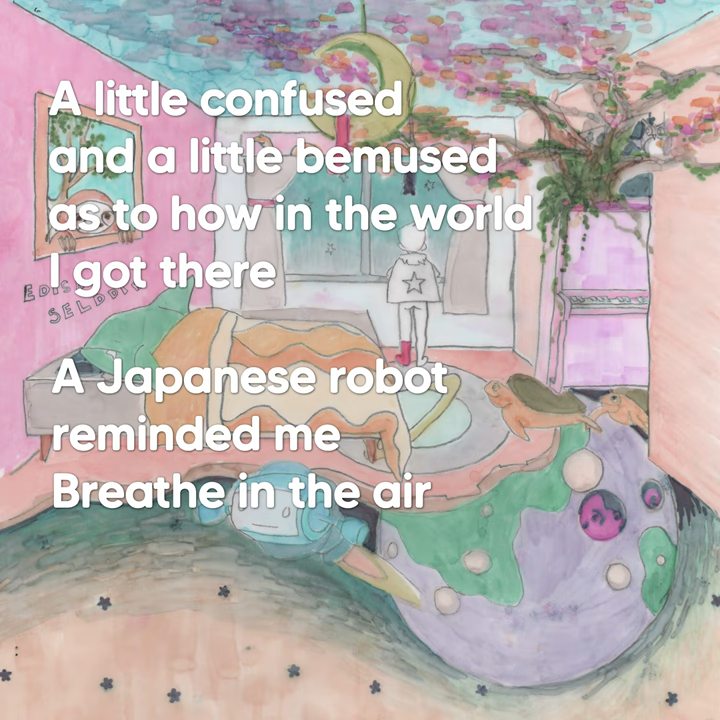 A little confused
and a little bemused
as to how in the world
I got there
A Japanese robot
reminded me
Breathe in the air